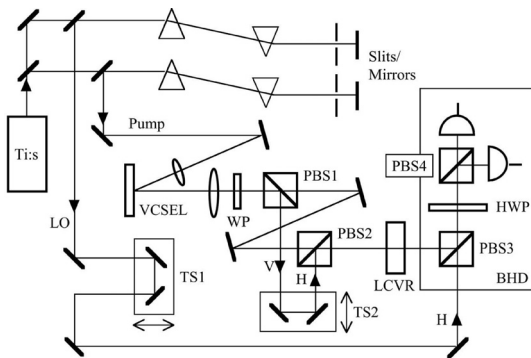 Slits/
Mirrors
Ti:s
Pump
VCSEL
WP
PBS1
PBS4
HWP
LO
TS1
V
H
PBS2
LCVR
PBS3
BHD
TS2
H